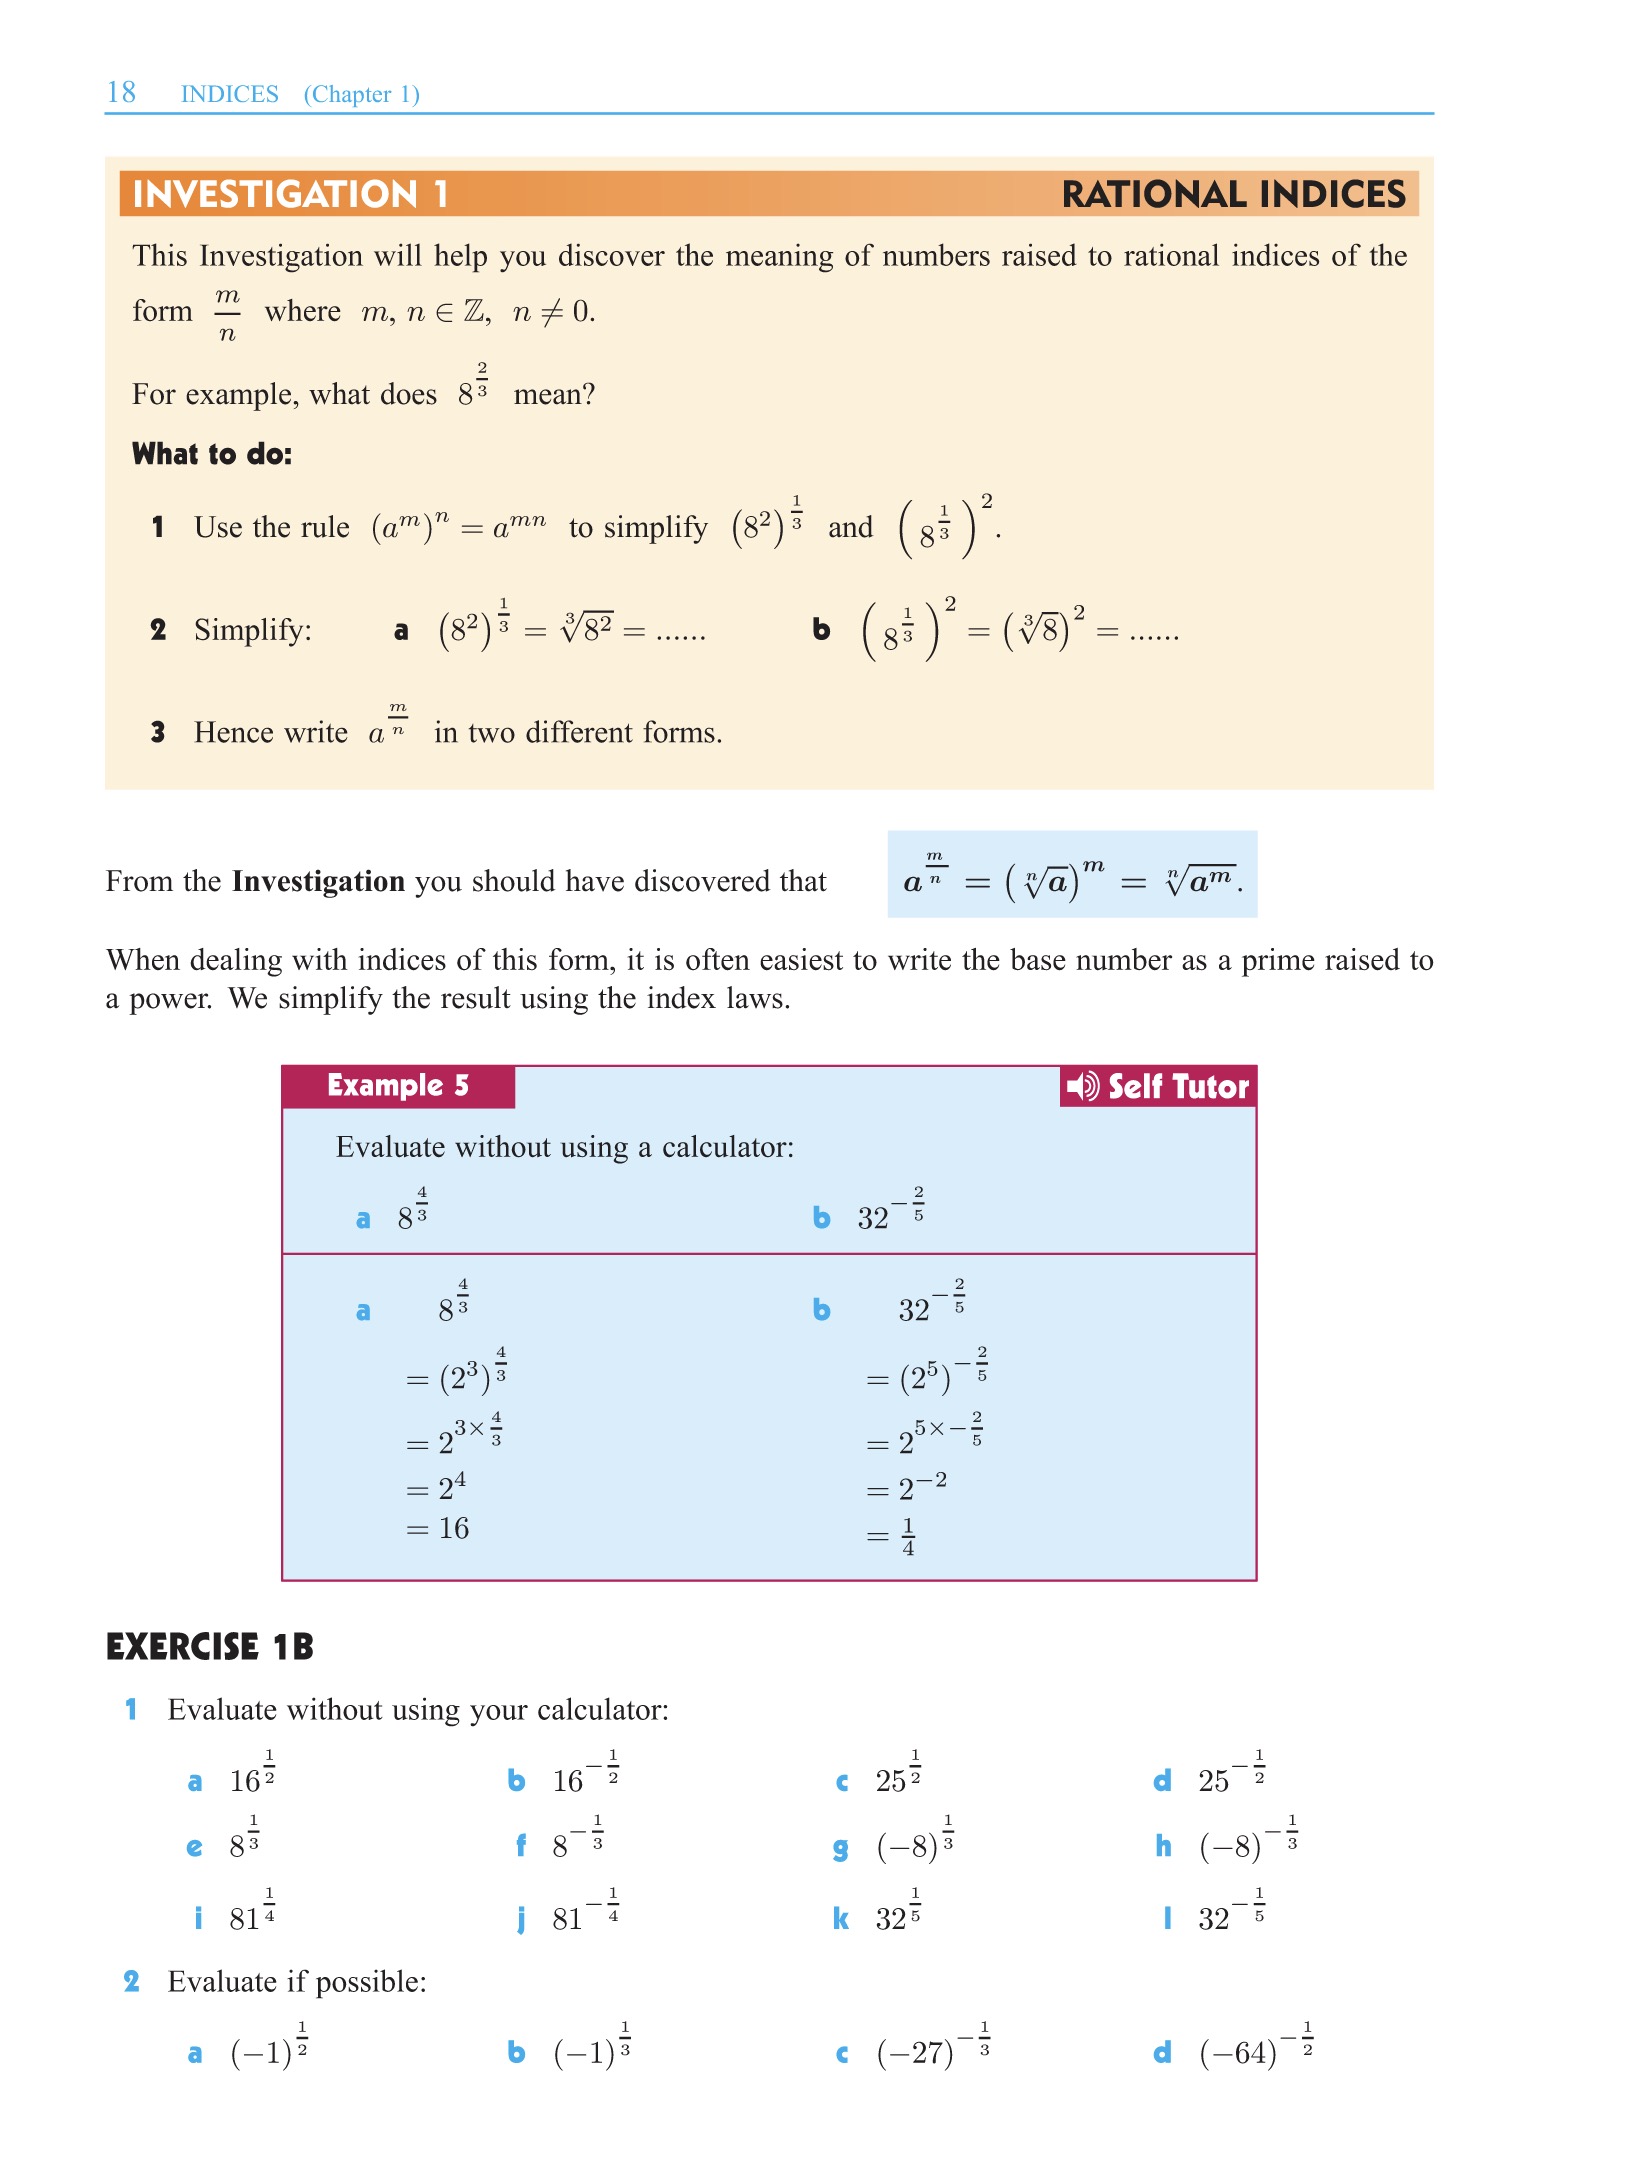 18 INDICES (Chapter 1)
INVESTIGATION 1 RATIONAL INDICES
This Investigation will help you discover the meaning of numbers raised to rational indices of the
form $\frac{m}{n}$ where $m, n \in \mathbb{Z}$, $n \neq 0$.
For example, what does $8^{\frac{2}{3}}$ mean?
What to do:
1 Use the rule $(a^m)^n = a^{mn}$ to simplify $(8^2)^{\frac{1}{3}}$ and $\left(8^{\frac{1}{3}}\right)^2$.
2 Simplify: a $(8^2)^{\frac{1}{3}} = \sqrt[3]{8^2} = ......$ b $\left(8^{\frac{1}{3}}\right)^2 = (\sqrt[3]{8})^2 = ......$
3 Hence write $a^{\frac{m}{n}}$ in two different forms.
From the Investigation you should have discovered that $a^{\frac{m}{n}} = (\sqrt[n]{a})^m = \sqrt[n]{a^m}$.
When dealing with indices of this form, it is often easiest to write the base number as a prime raised to
a power. We simplify the result using the index laws.
Example 5 Self Tutor
Evaluate without using a calculator:
a $8^{\frac{4}{3}}$ b $32^{-\frac{2}{5}}$
a $8^{\frac{4}{3}}$ b $32^{-\frac{2}{5}}$
$= (2^3)^{\frac{4}{3}}$ $= (2^5)^{-\frac{2}{5}}$
$= 2^{3 \times \frac{4}{3}}$ $= 2^{5 \times -\frac{2}{5}}$
$= 2^4$ $= 2^{-2}$
$= 16$ $= \frac{1}{4}$
EXERCISE 1B
1 Evaluate without using your calculator:
a $16^{\frac{1}{2}}$ b $16^{-\frac{1}{2}}$ c $25^{\frac{1}{2}}$ d $25^{-\frac{1}{2}}$
e $8^{\frac{1}{3}}$ f $8^{-\frac{1}{3}}$ g $(-8)^{\frac{1}{3}}$ h $(-8)^{-\frac{1}{3}}$
i $81^{\frac{1}{4}}$ j $81^{-\frac{1}{4}}$ k $32^{\frac{1}{5}}$ l $32^{-\frac{1}{5}}$
2 Evaluate if possible:
a $(-1)^{\frac{1}{2}}$ b $(-1)^{\frac{1}{3}}$ c $(-27)^{-\frac{1}{3}}$ d $(-64)^{-\frac{1}{2}}$